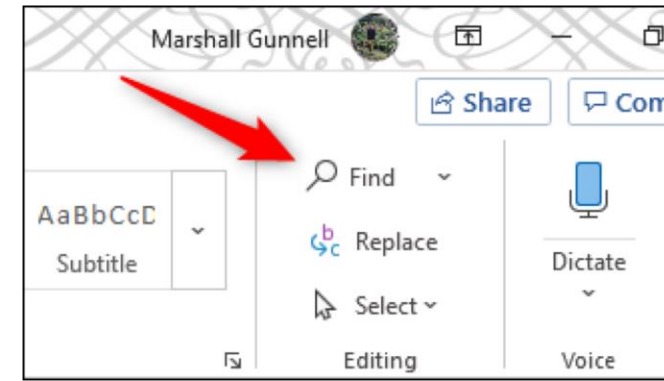 Marshall Gunnell
Share
Com
Find
AaBbCcD
Subtitle
Replace
Select
Dictate
Editing
Voice